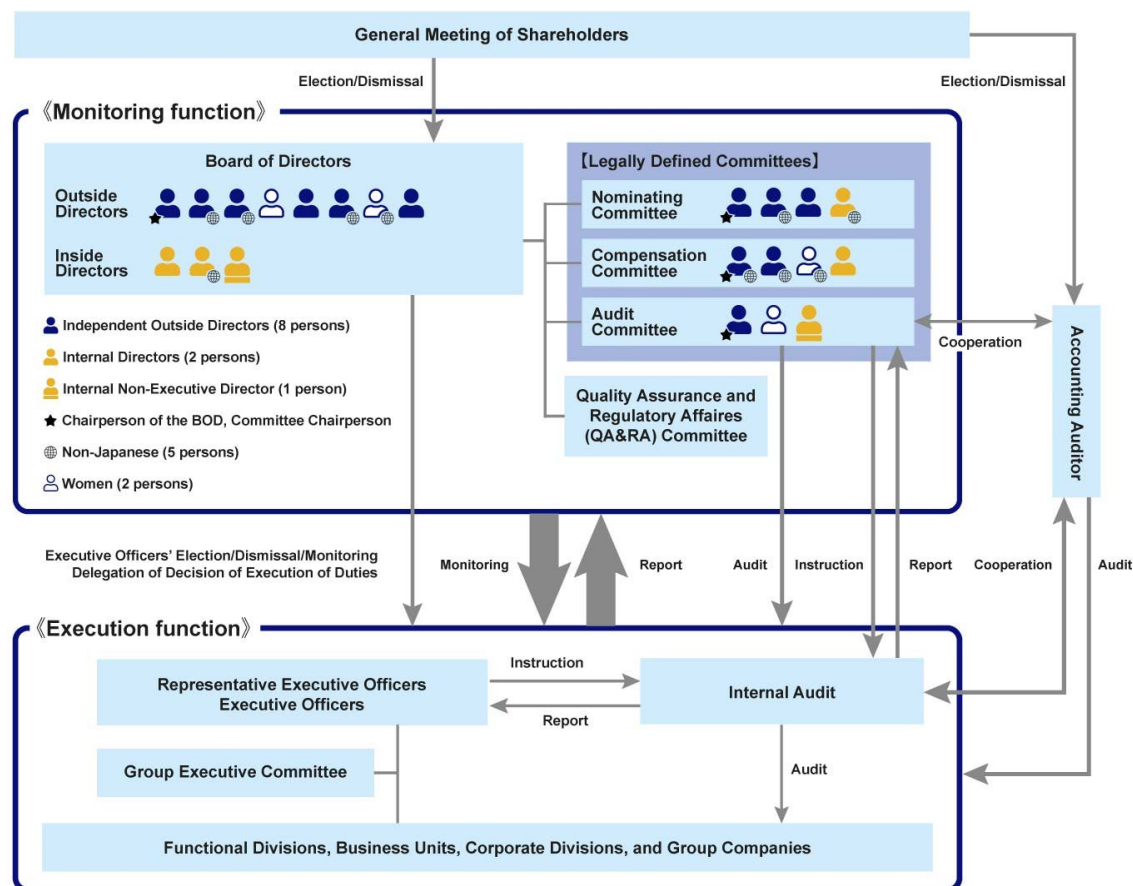 General Meeting of Shareholders
Election/Dismissal
Election/Dismissal
《Monitoring function》
Board of Directors
Outside
Directors
Inside
Directors
Independent Outside Directors (8 persons)
Internal Directors (2 persons)
Internal Non-Executive Director (1 person)
Chairperson of the BOD, Committee Chairperson
Non-Japanese (5 persons)
Women (2 persons)
【Legally Defined Committees】
Nominating
Committee
Compensation
Committee
Audit
Committee
Quality Assurance and
Regulatory Affaires
(QA&RA) Committee
Cooperation
Accounting Auditor
Executive Officers' Election/Dismissal/Monitoring
Delegation of Decision of Execution of Duties
Monitoring
Report
Audit
Instruction
Report
Cooperation
Audit
《Execution function》
Representative Executive Officers
Executive Officers
Instruction
Report
Internal Audit
Group Executive Committee
Audit
Functional Divisions, Business Units, Corporate Divisions, and Group Companies